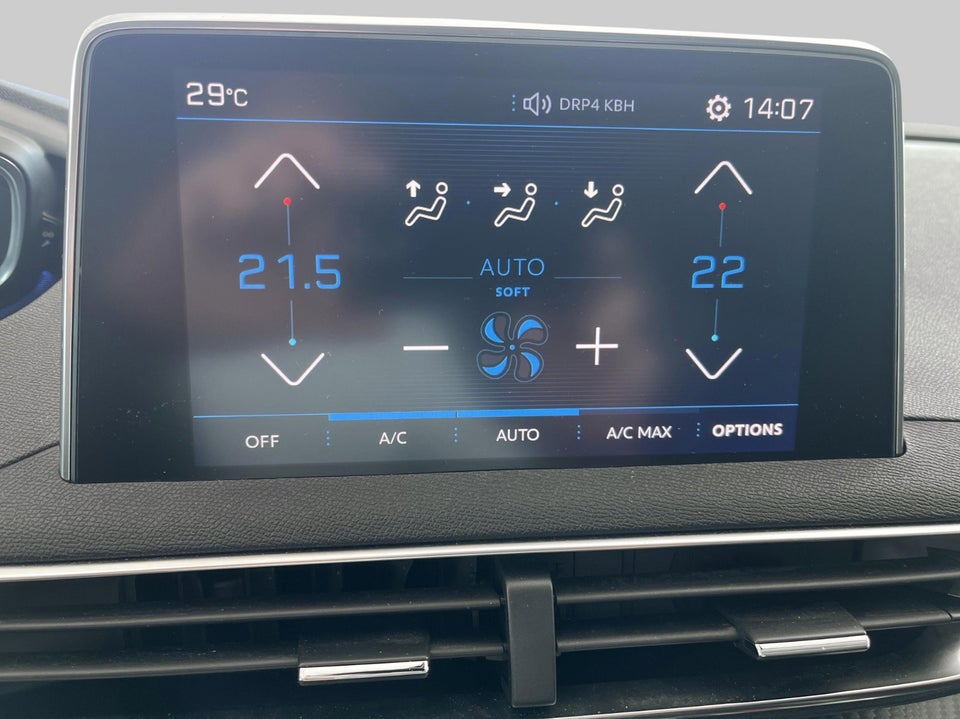 29°C DRP4 KBH 14:07
21.5 AUTO 22
SOFT
OFF A/C AUTO A/C MAX OPTIONS